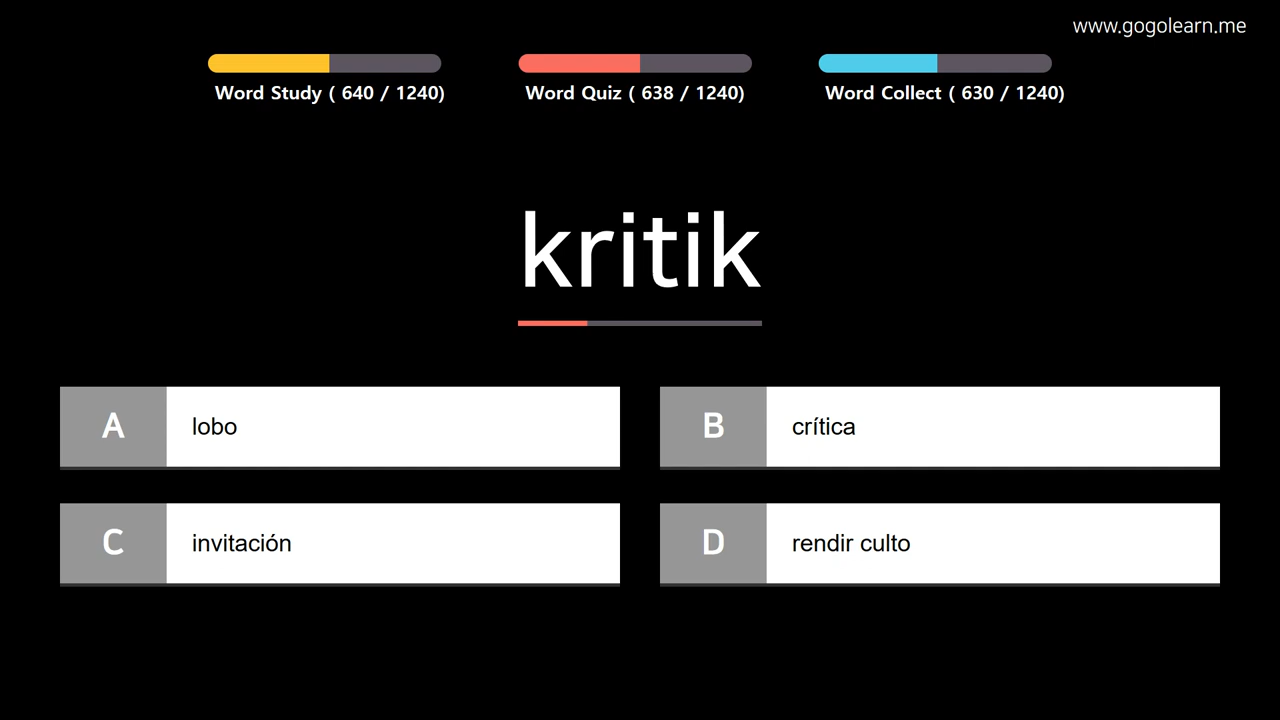 www.gogolearn.me
Word Study ( 640 / 1240)
Word Quiz ( 638 / 1240)
Word Collect ( 630 / 1240)
kritik
A lobo
B crítica
C invitación
D rendir culto